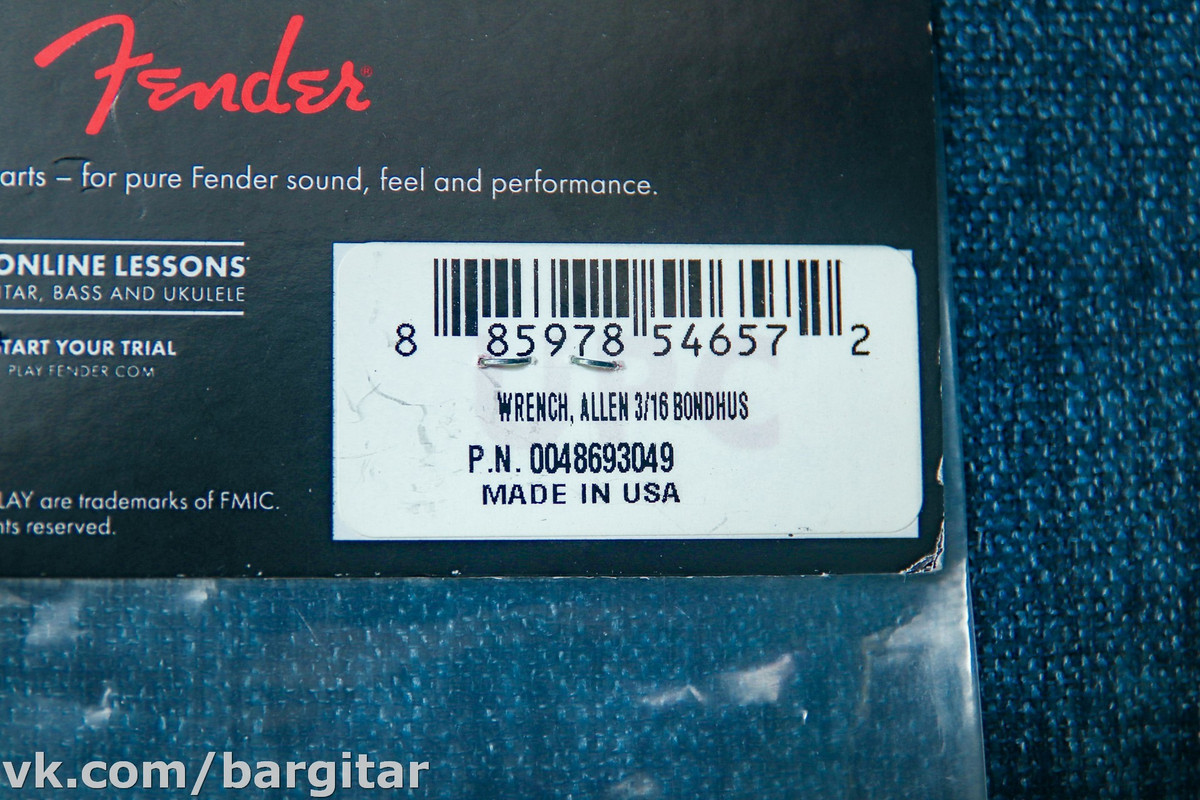 Fender®
arts – for pure Fender sound, feel and performance.
ONLINE LESSONS
TAR, BASS AND UKULELE
TART YOUR TRIAL
PLAY.FENDER.COM
LAY are trademarks of FMIC.
nts reserved.
8 85978 54657 2
WRENCH, ALLEN 3/16 BONDHUS
P.N. 0048693049
MADE IN USA
vk.com/bargitar